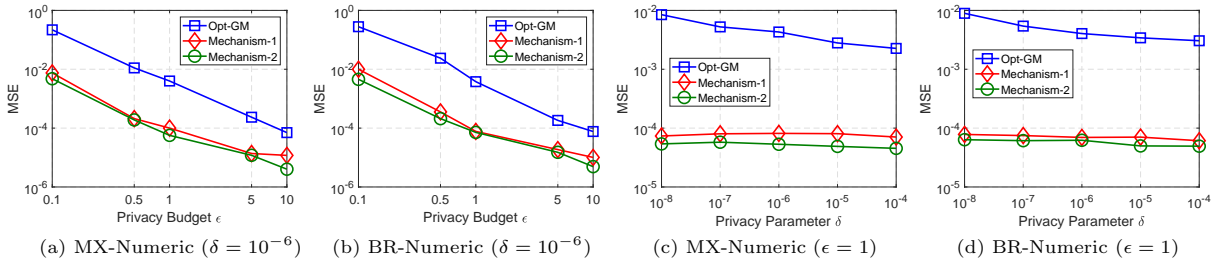 10^0
10^-2
10^-4
10^-6
MSE
Opt-GM
Mechanism-1
Mechanism-2
0.1
0.5
1
5
10
Privacy Budget ϵ
(a) MX-Numeric (δ = 10^-6)
10^0
10^-2
10^-4
10^-6
MSE
Opt-GM
Mechanism-1
Mechanism-2
0.1
0.5
1
5
10
Privacy Budget ϵ
(b) BR-Numeric (δ = 10^-6)
10^-2
10^-3
10^-4
10^-5
MSE
Opt-GM
Mechanism-1
Mechanism-2
10^-8
10^-7
10^-6
10^-5
10^-4
Privacy Parameter δ
(c) MX-Numeric (ϵ = 1)
10^-2
10^-3
10^-4
10^-5
MSE
Opt-GM
Mechanism-1
Mechanism-2
10^-8
10^-7
10^-6
10^-5
10^-4
Privacy Parameter δ
(d) BR-Numeric (ϵ = 1)